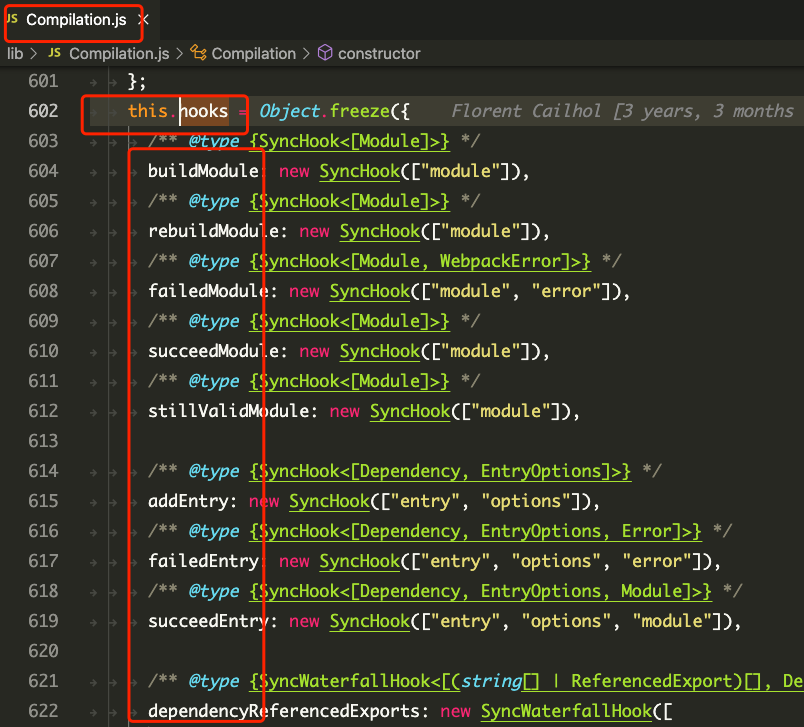 JS Compilation.js ×
lib > JS Compilation.js > Compilation > constructor
601 };
602 this.hooks = Object.freeze({ Florent Cailhol [3 years, 3 months
603 /** @type {SyncHook<[Module]>} */
604 buildModule: new SyncHook(["module"]),
605 /** @type {SyncHook<[Module]>} */
606 rebuildModule: new SyncHook(["module"]),
607 /** @type {SyncHook<[Module, WebpackError]>} */
608 failedModule: new SyncHook(["module", "error"]),
609 /** @type {SyncHook<[Module]>} */
610 succeedModule: new SyncHook(["module"]),
611 /** @type {SyncHook<[Module]>} */
612 stillValidModule: new SyncHook(["module"]),
613
614 /** @type {SyncHook<[Dependency, EntryOptions]>} */
615 addEntry: new SyncHook(["entry", "options"]),
616 /** @type {SyncHook<[Dependency, EntryOptions, Error]>} */
617 failedEntry: new SyncHook(["entry", "options", "error"]),
618 /** @type {SyncHook<[Dependency, EntryOptions, Module]>} */
619 succeedEntry: new SyncHook(["entry", "options", "module"]),
620
621 /** @type {SyncWaterfallHook<[(string[] | ReferencedExport)[], De
622 dependencyReferencedExports: new SyncWaterfallHook([